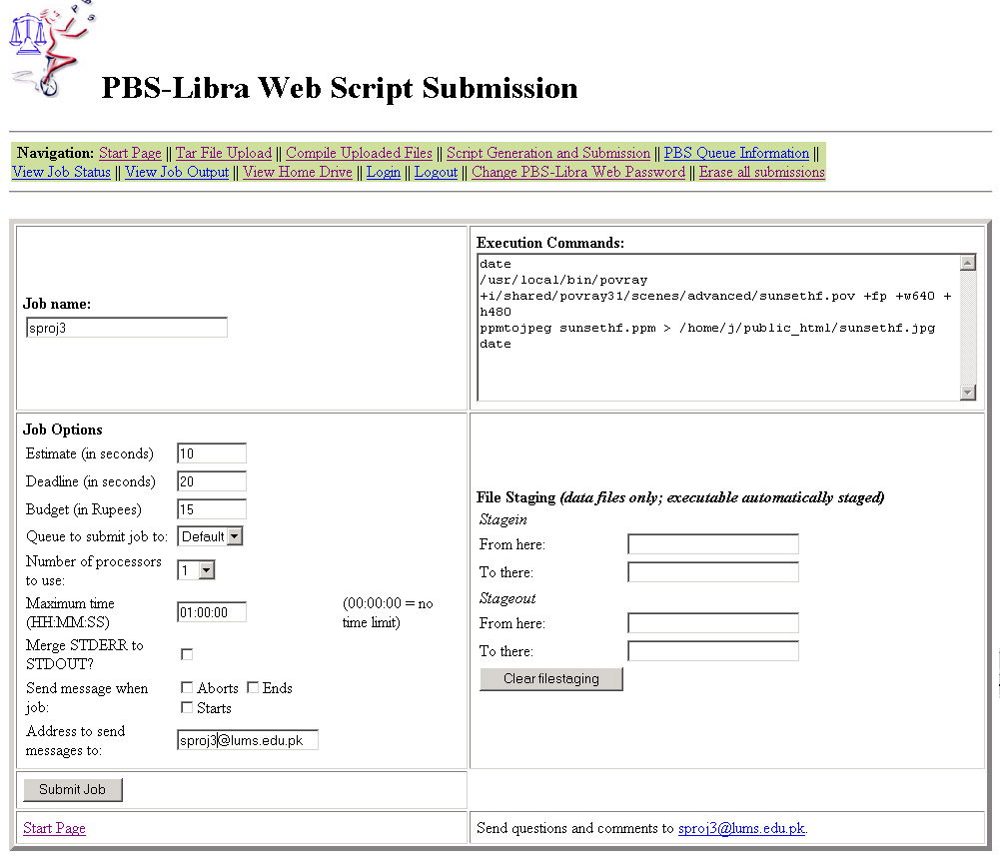 PBS
PBS-Libra Web Script Submission
Navigation: Start Page || Tar File Upload || Compile Uploaded Files || Script Generation and Submission || PBS Queue Information ||
View Job Status || View Job Output || View Home Drive || Login || Logout || Change PBS-Libra Web Password || Erase all submissions
Job name:
sproj3
Execution Commands:
date
/usr/local/bin/povray
+i/shared/povray31/scenes/advanced/sunsethf.pov +fp +w640 +
h480
ppmtojpeg sunsethf.ppm > /home/j/public_html/sunsethf.jpg
date
Job Options
Estimate (in seconds) 10
Deadline (in seconds) 20
Budget (in Rupees) 15
Queue to submit job to: Default
Number of processors
to use: 1
Maximum time
(HH:MM:SS) 01:00:00 (00:00:00 = no
time limit)
Merge STDERR to
STDOUT?
Send message when
job: Aborts Ends
Starts
Address to send
messages to: sproj3@lums.edu.pk
File Staging (data files only; executable automatically staged)
Stagein
From here:
To there:
Stageout
From here:
To there:
Clear filestaging
Submit Job
Start Page
Send questions and comments to sproj3@lums.edu.pk.